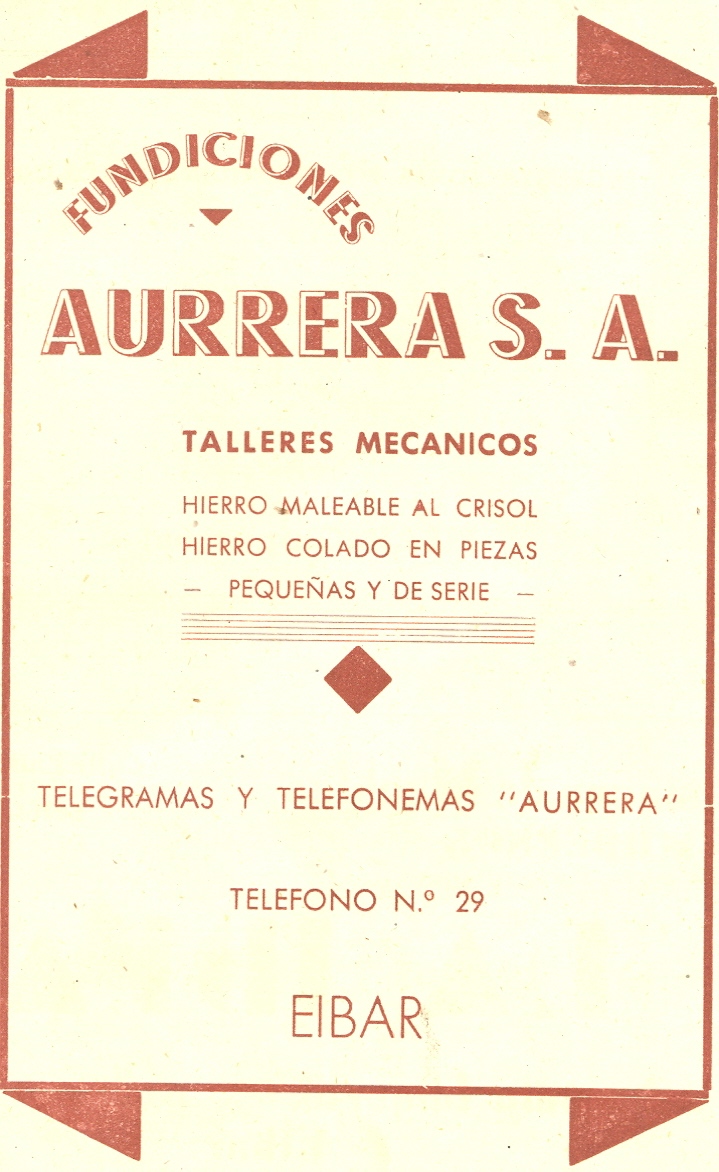 FUNDICIONES
AURRERA S. A.
TALLERES MECANICOS
HIERRO MALEABLE AL CRISOL
HIERRO COLADO EN PIEZAS
— PEQUEÑAS Y DE SERIE —
TELEGRAMAS Y TELEFONEMAS "AURRERA"
TELEFONO N.º 29
EIBAR